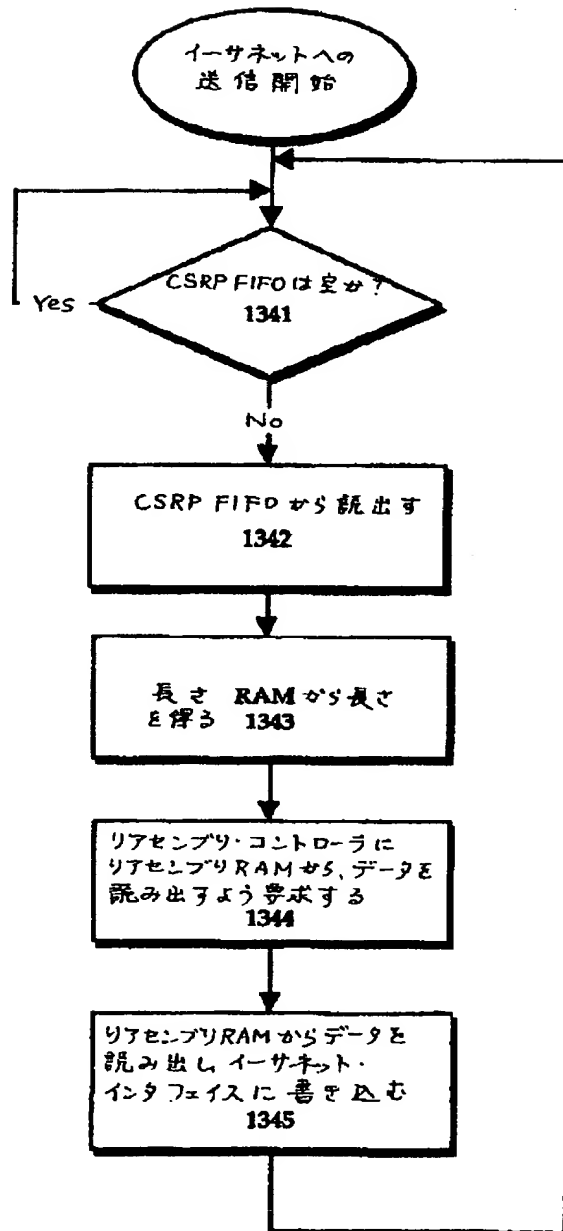 イーサネットへの
送信開始
CSRP FIFOは空か?
1341
Yes
No
CSRP FIFOから読出す
1342
長さ RAMから長さ
を得る 1343
リアセンブリ・コントローラに
リアセンブリRAMから、データを
読み出すよう要求する
1344
リアセンブリRAMからデータを
読み出し イーサネット・
インタフェイスに書き込む
1345